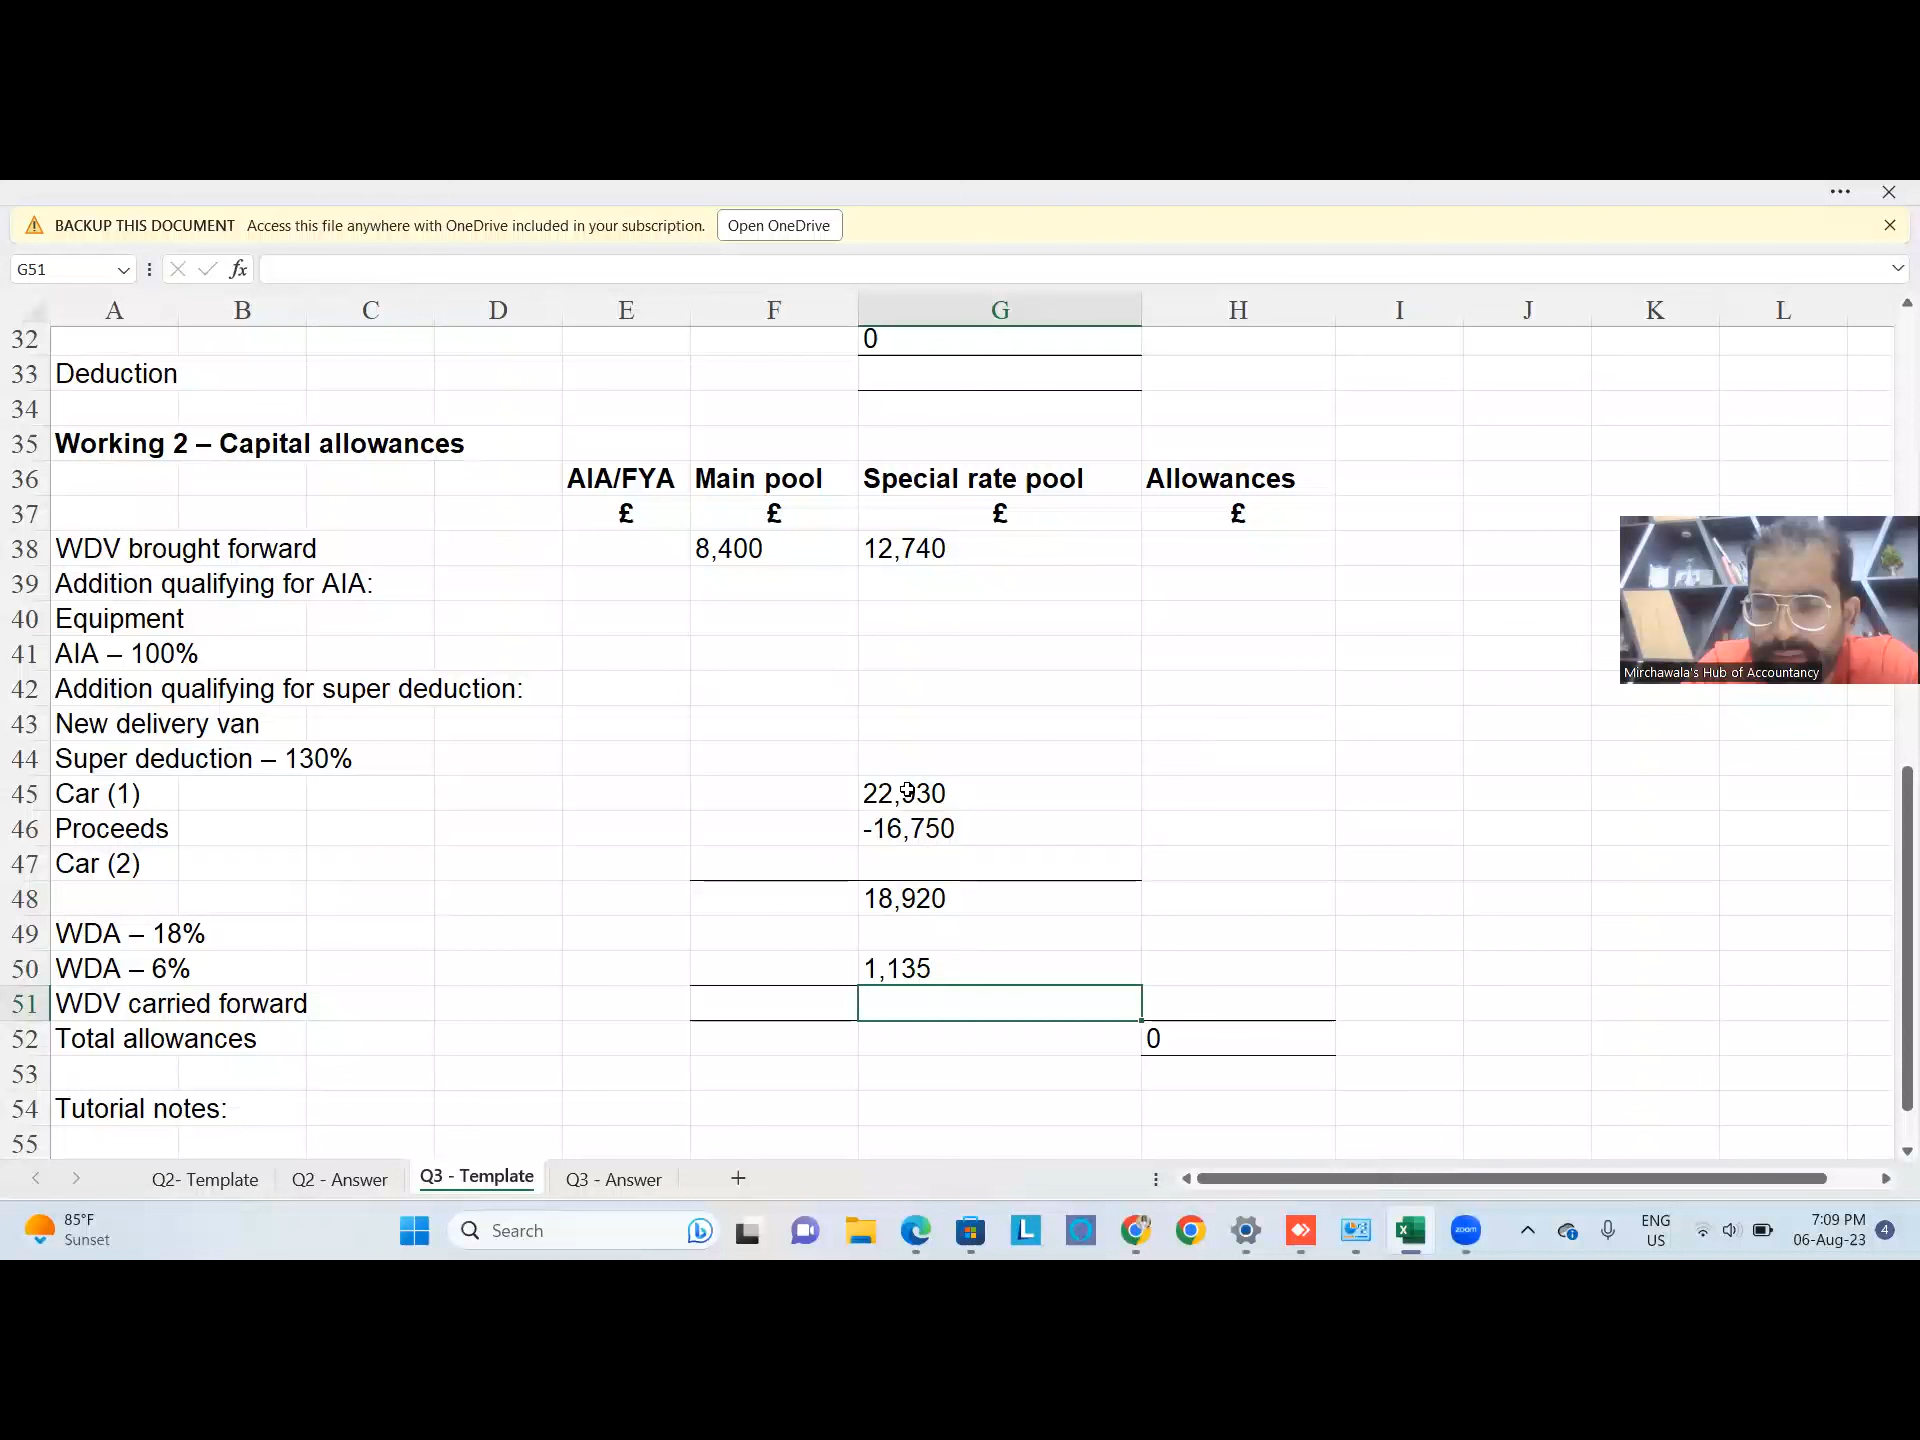 BACKUP THIS DOCUMENT Access this file anywhere with OneDrive included in your subscription. Open OneDrive
G51 fx
A B C D E F G H I J K L
32 0
33 Deduction
34
35 Working 2 – Capital allowances
36 AIA/FYA Main pool Special rate pool Allowances
37 £ £ £ £
38 WDV brought forward 8,400 12,740
39 Addition qualifying for AIA:
40 Equipment
41 AIA – 100%
42 Addition qualifying for super deduction:
43 New delivery van
44 Super deduction – 130%
45 Car (1) 22,930
46 Proceeds -16,750
47 Car (2)
48 18,920
49 WDA – 18%
50 WDA – 6% 1,135
51 WDV carried forward
52 Total allowances 0
53
54 Tutorial notes:
55
Mirchawala's Hub of Accountancy
Q2- Template Q2 - Answer Q3 - Template Q3 - Answer
85°F
Sunset
Search
L
zoom
ENG
US
7:09 PM
06-Aug-23
4